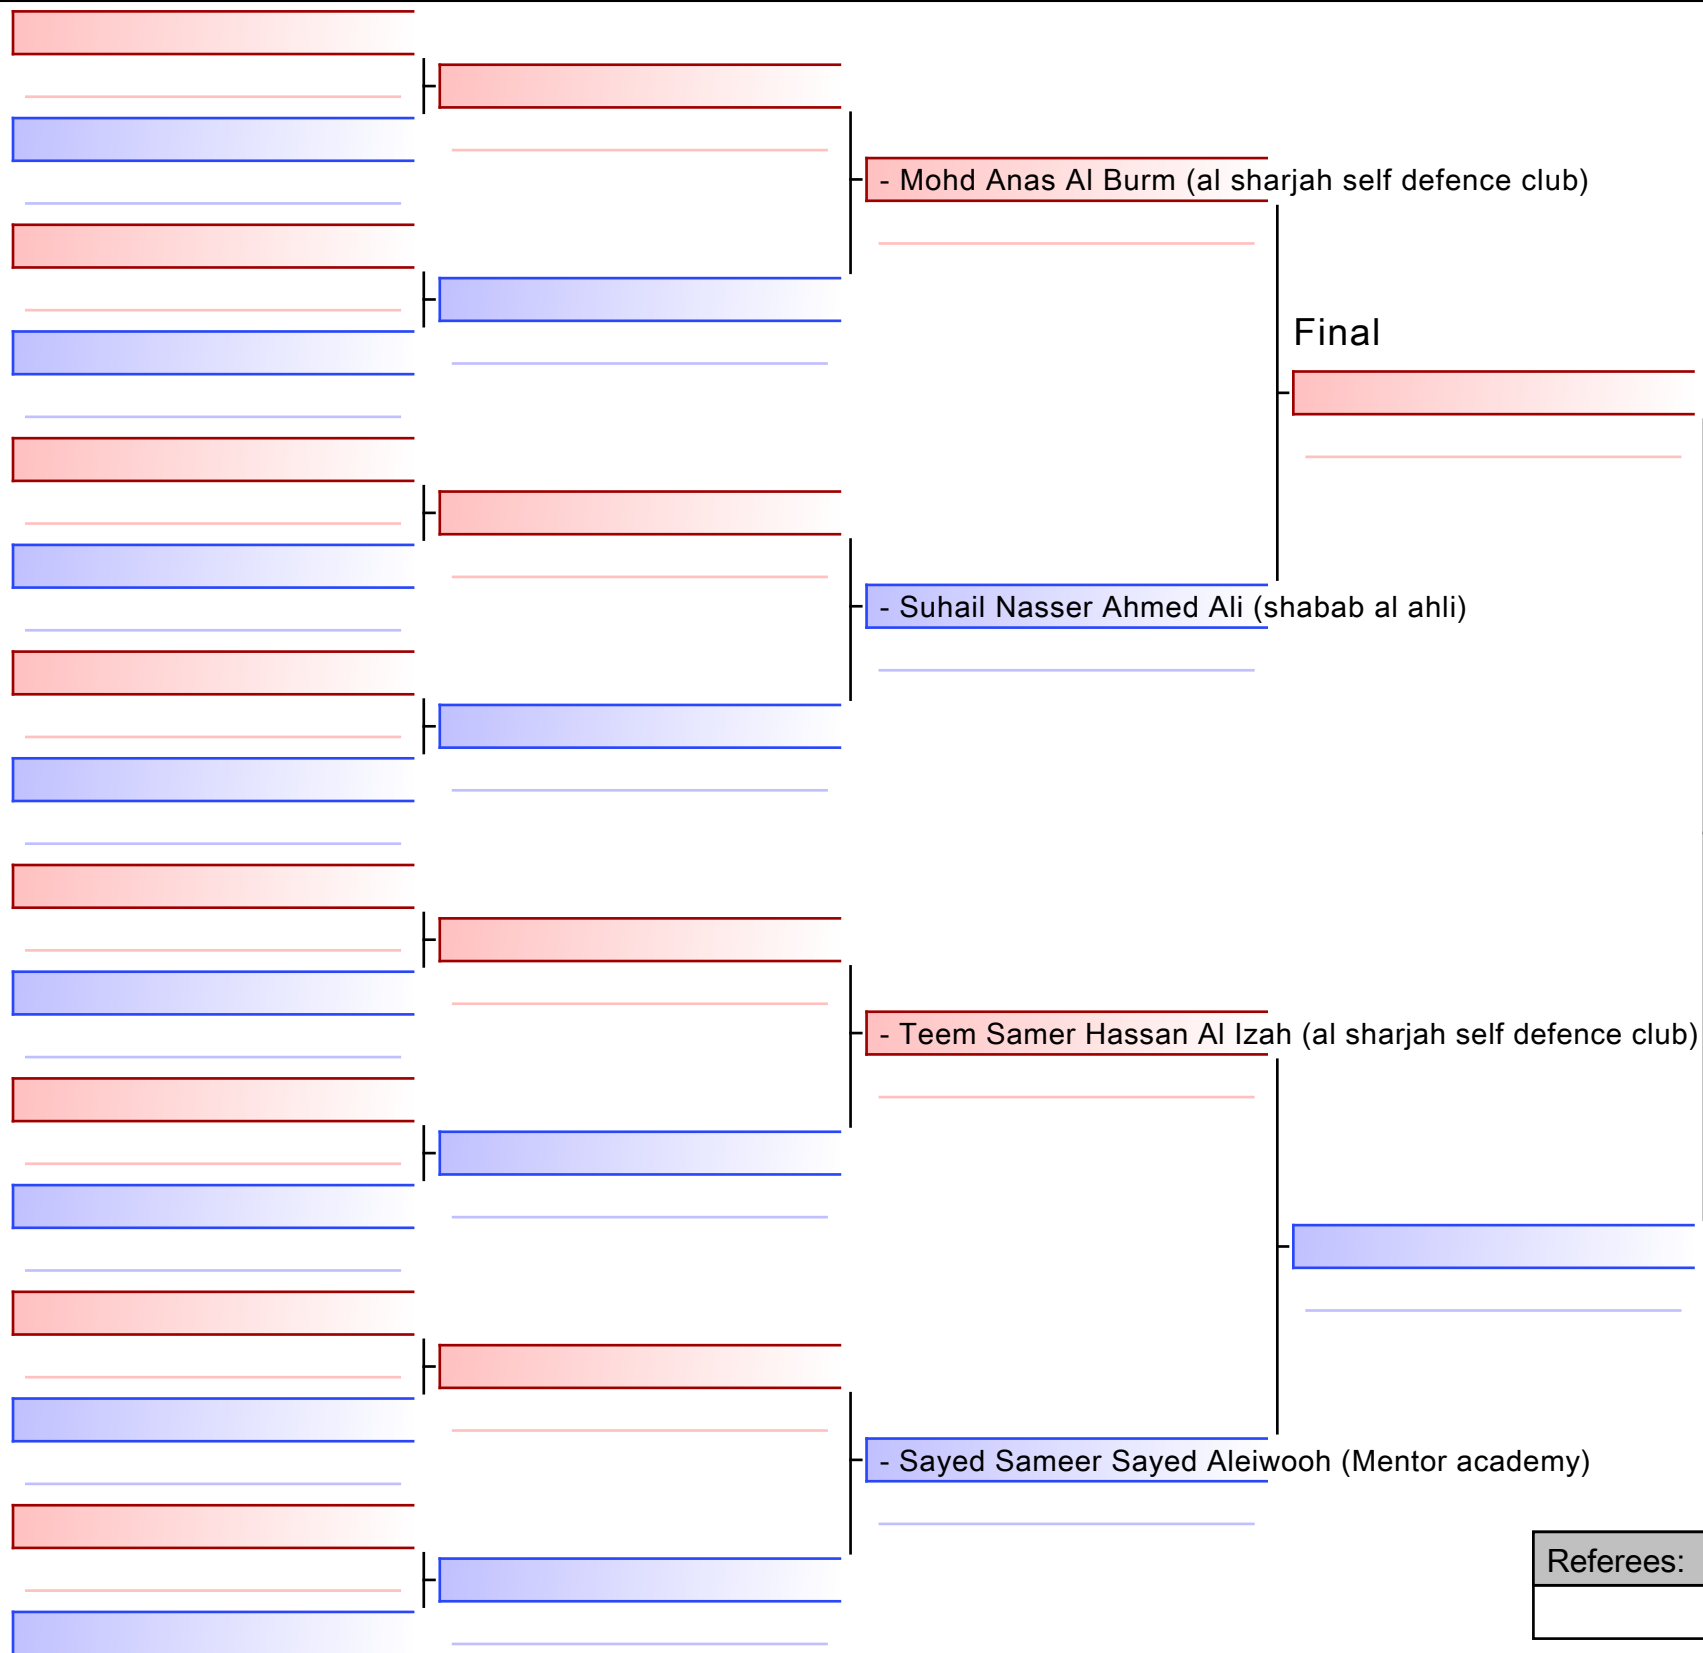 - Mohd Anas Al Burm (al sharjah self defence club)
Final
- Suhail Nasser Ahmed Ali (shabab al ahli)
- Teem Samer Hassan Al Izah (al sharjah self defence club)
- Sayed Sameer Sayed Aleiwooh (Mentor academy)
Referees: